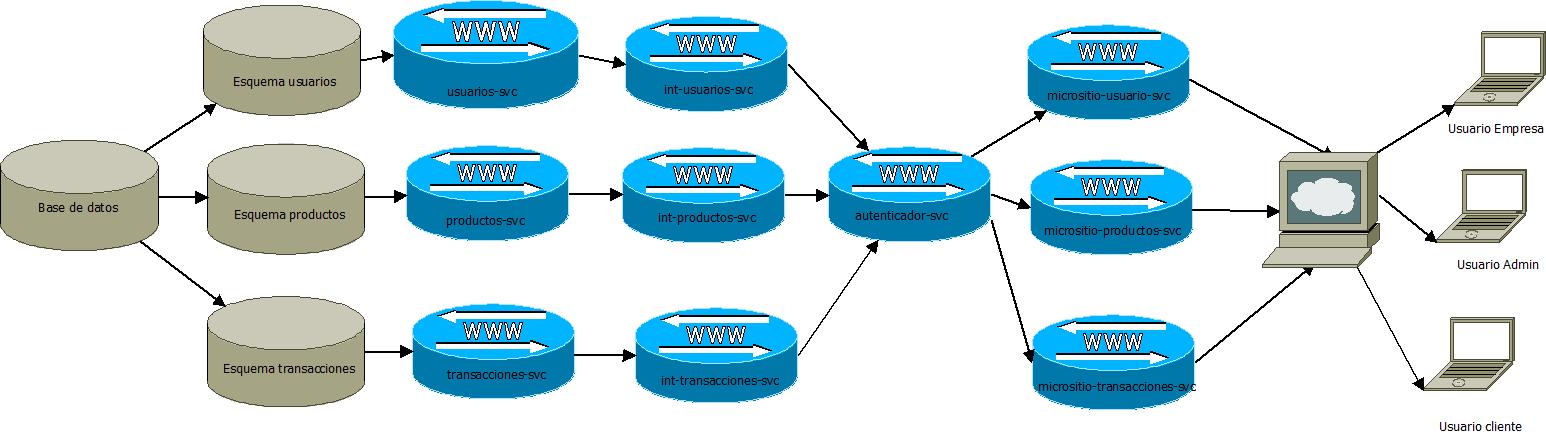 Base de datos
Esquema usuarios
Esquema productos
Esquema transacciones
WWW
usuarios-svc
WWW
productos-svc
WWW
transacciones-svc
WWW
int-usuarios-svc
WWW
int-productos-svc
WWW
int-transacciones-svc
WWW
autenticador-svc
WWW
micrositio-usuario-svc
WWW
micrositio-productos-svc
WWW
micrositio-transacciones-svc
Usuario Empresa
Usuario Admin
Usuario cliente